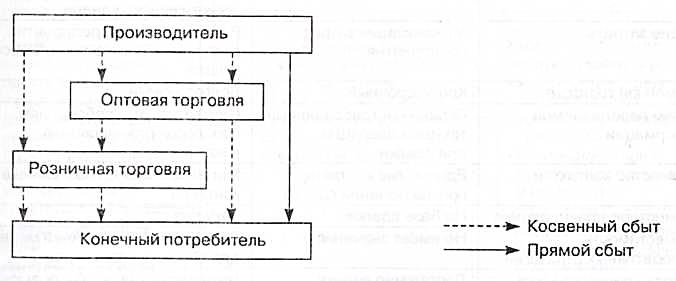 Производитель
Оптовая торговля
Розничная торговля
Конечный потребитель
Косвенный сбыт
Прямой сбыт